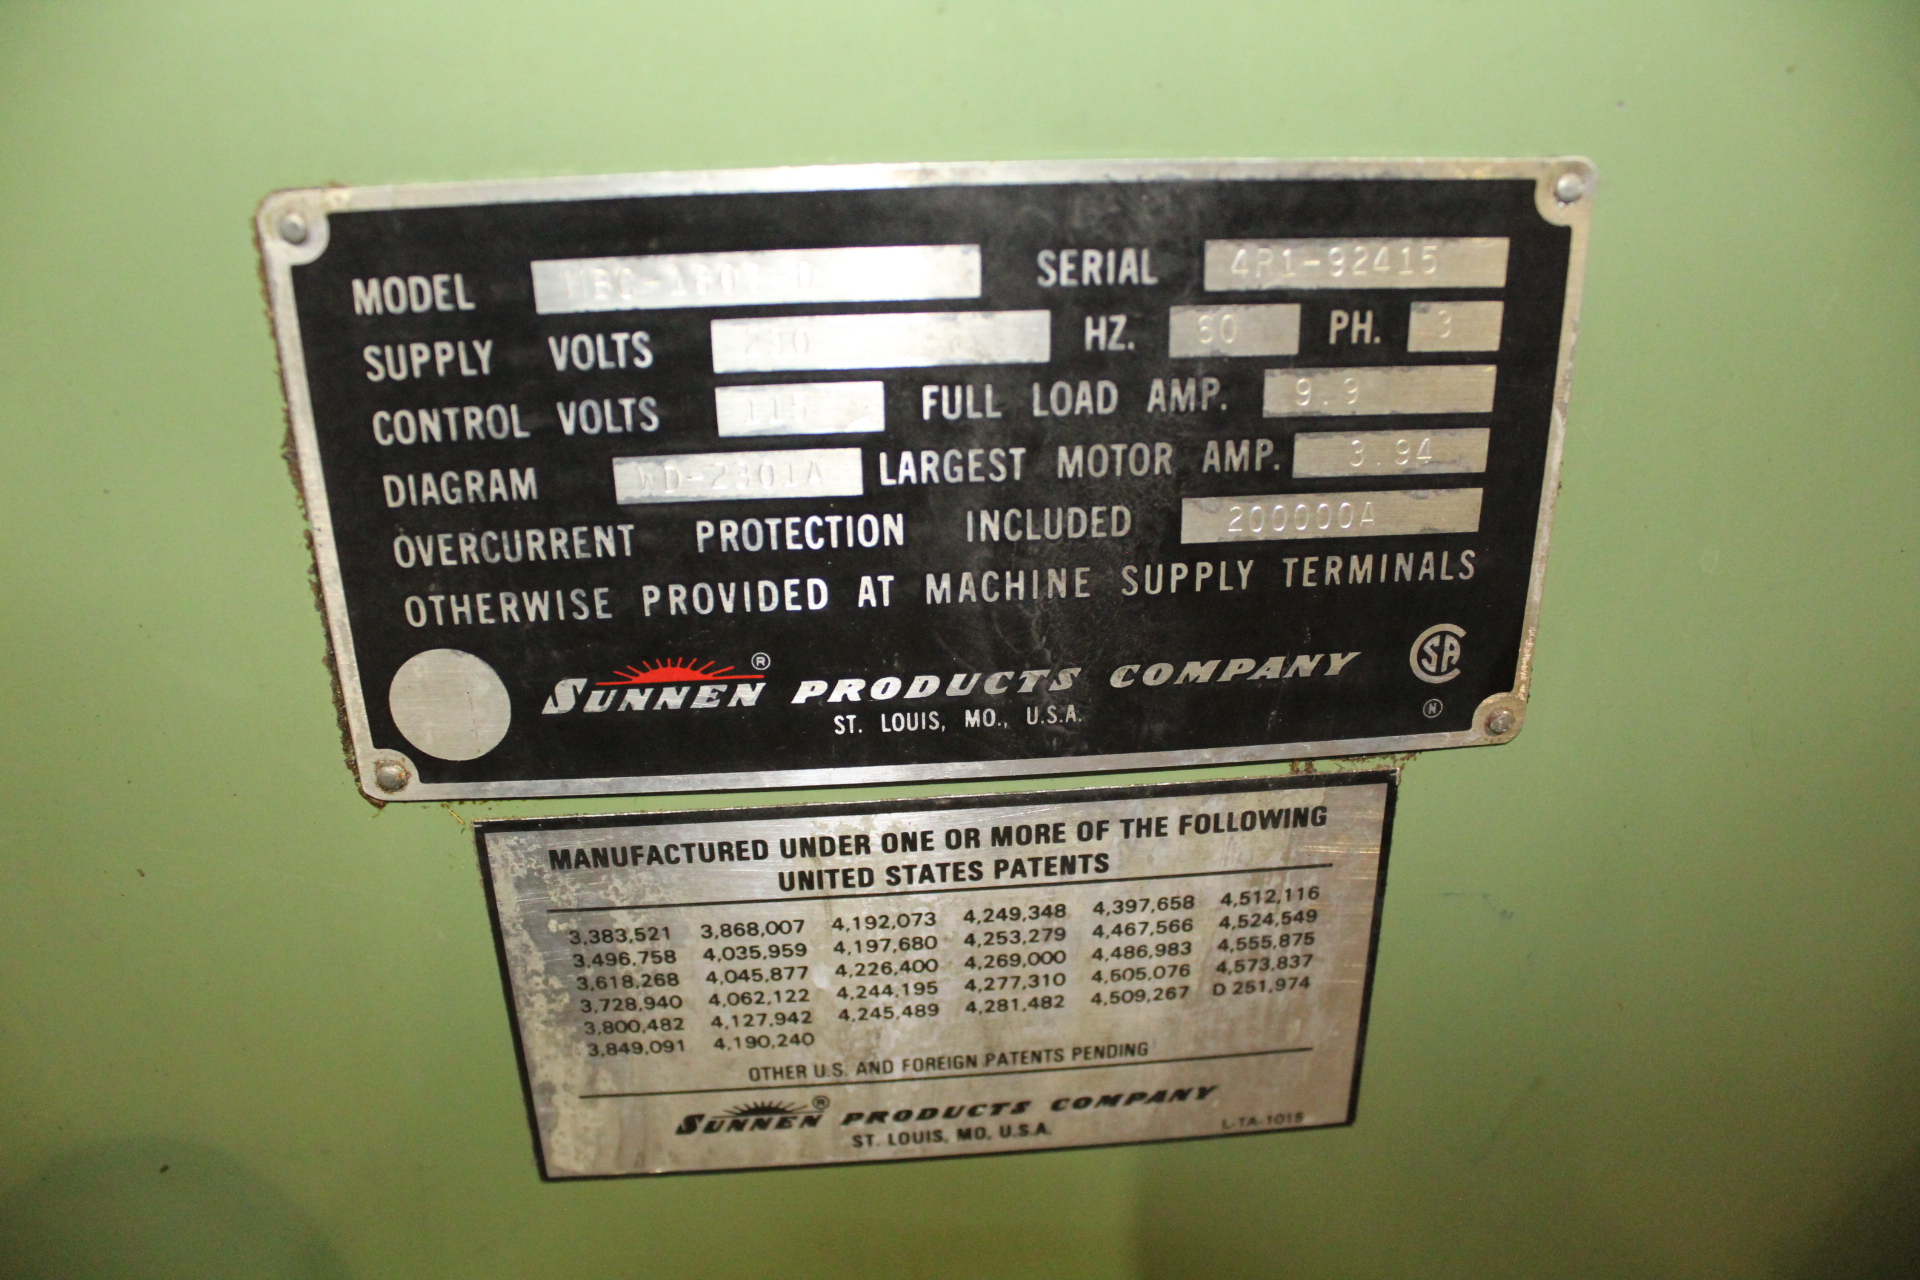 MODEL MBC-1804-D SERIAL 4R1-92415
SUPPLY VOLTS 230 HZ. 60 PH. 3
CONTROL VOLTS 115 FULL LOAD AMP. 9.9
DIAGRAM WD-2301A LARGEST MOTOR AMP. 3.94
OVERCURRENT PROTECTION INCLUDED 200000A
OTHERWISE PROVIDED AT MACHINE SUPPLY TERMINALS
SUNNEN ® PRODUCTS COMPANY CSA
ST. LOUIS, MO., U.S.A. N
MANUFACTURED UNDER ONE OR MORE OF THE FOLLOWING
UNITED STATES PATENTS
3,383,521 3,868,007 4,192,073 4,249,348 4,397,658 4,512,116
3,496,758 4,035,959 4,197,680 4,253,279 4,467,566 4,524,549
3,618,268 4,045,877 4,226,400 4,269,000 4,486,983 4,555,875
3,728,940 4,062,122 4,244,195 4,277,310 4,505,076 4,573,837
3,800,482 4,127,942 4,245,489 4,281,482 4,509,267 D 251,974
3,849,091 4,190,240
OTHER U.S. AND FOREIGN PATENTS PENDING
SUNNEN ® PRODUCTS COMPANY
ST. LOUIS, MO. U.S.A. L-TA-1015